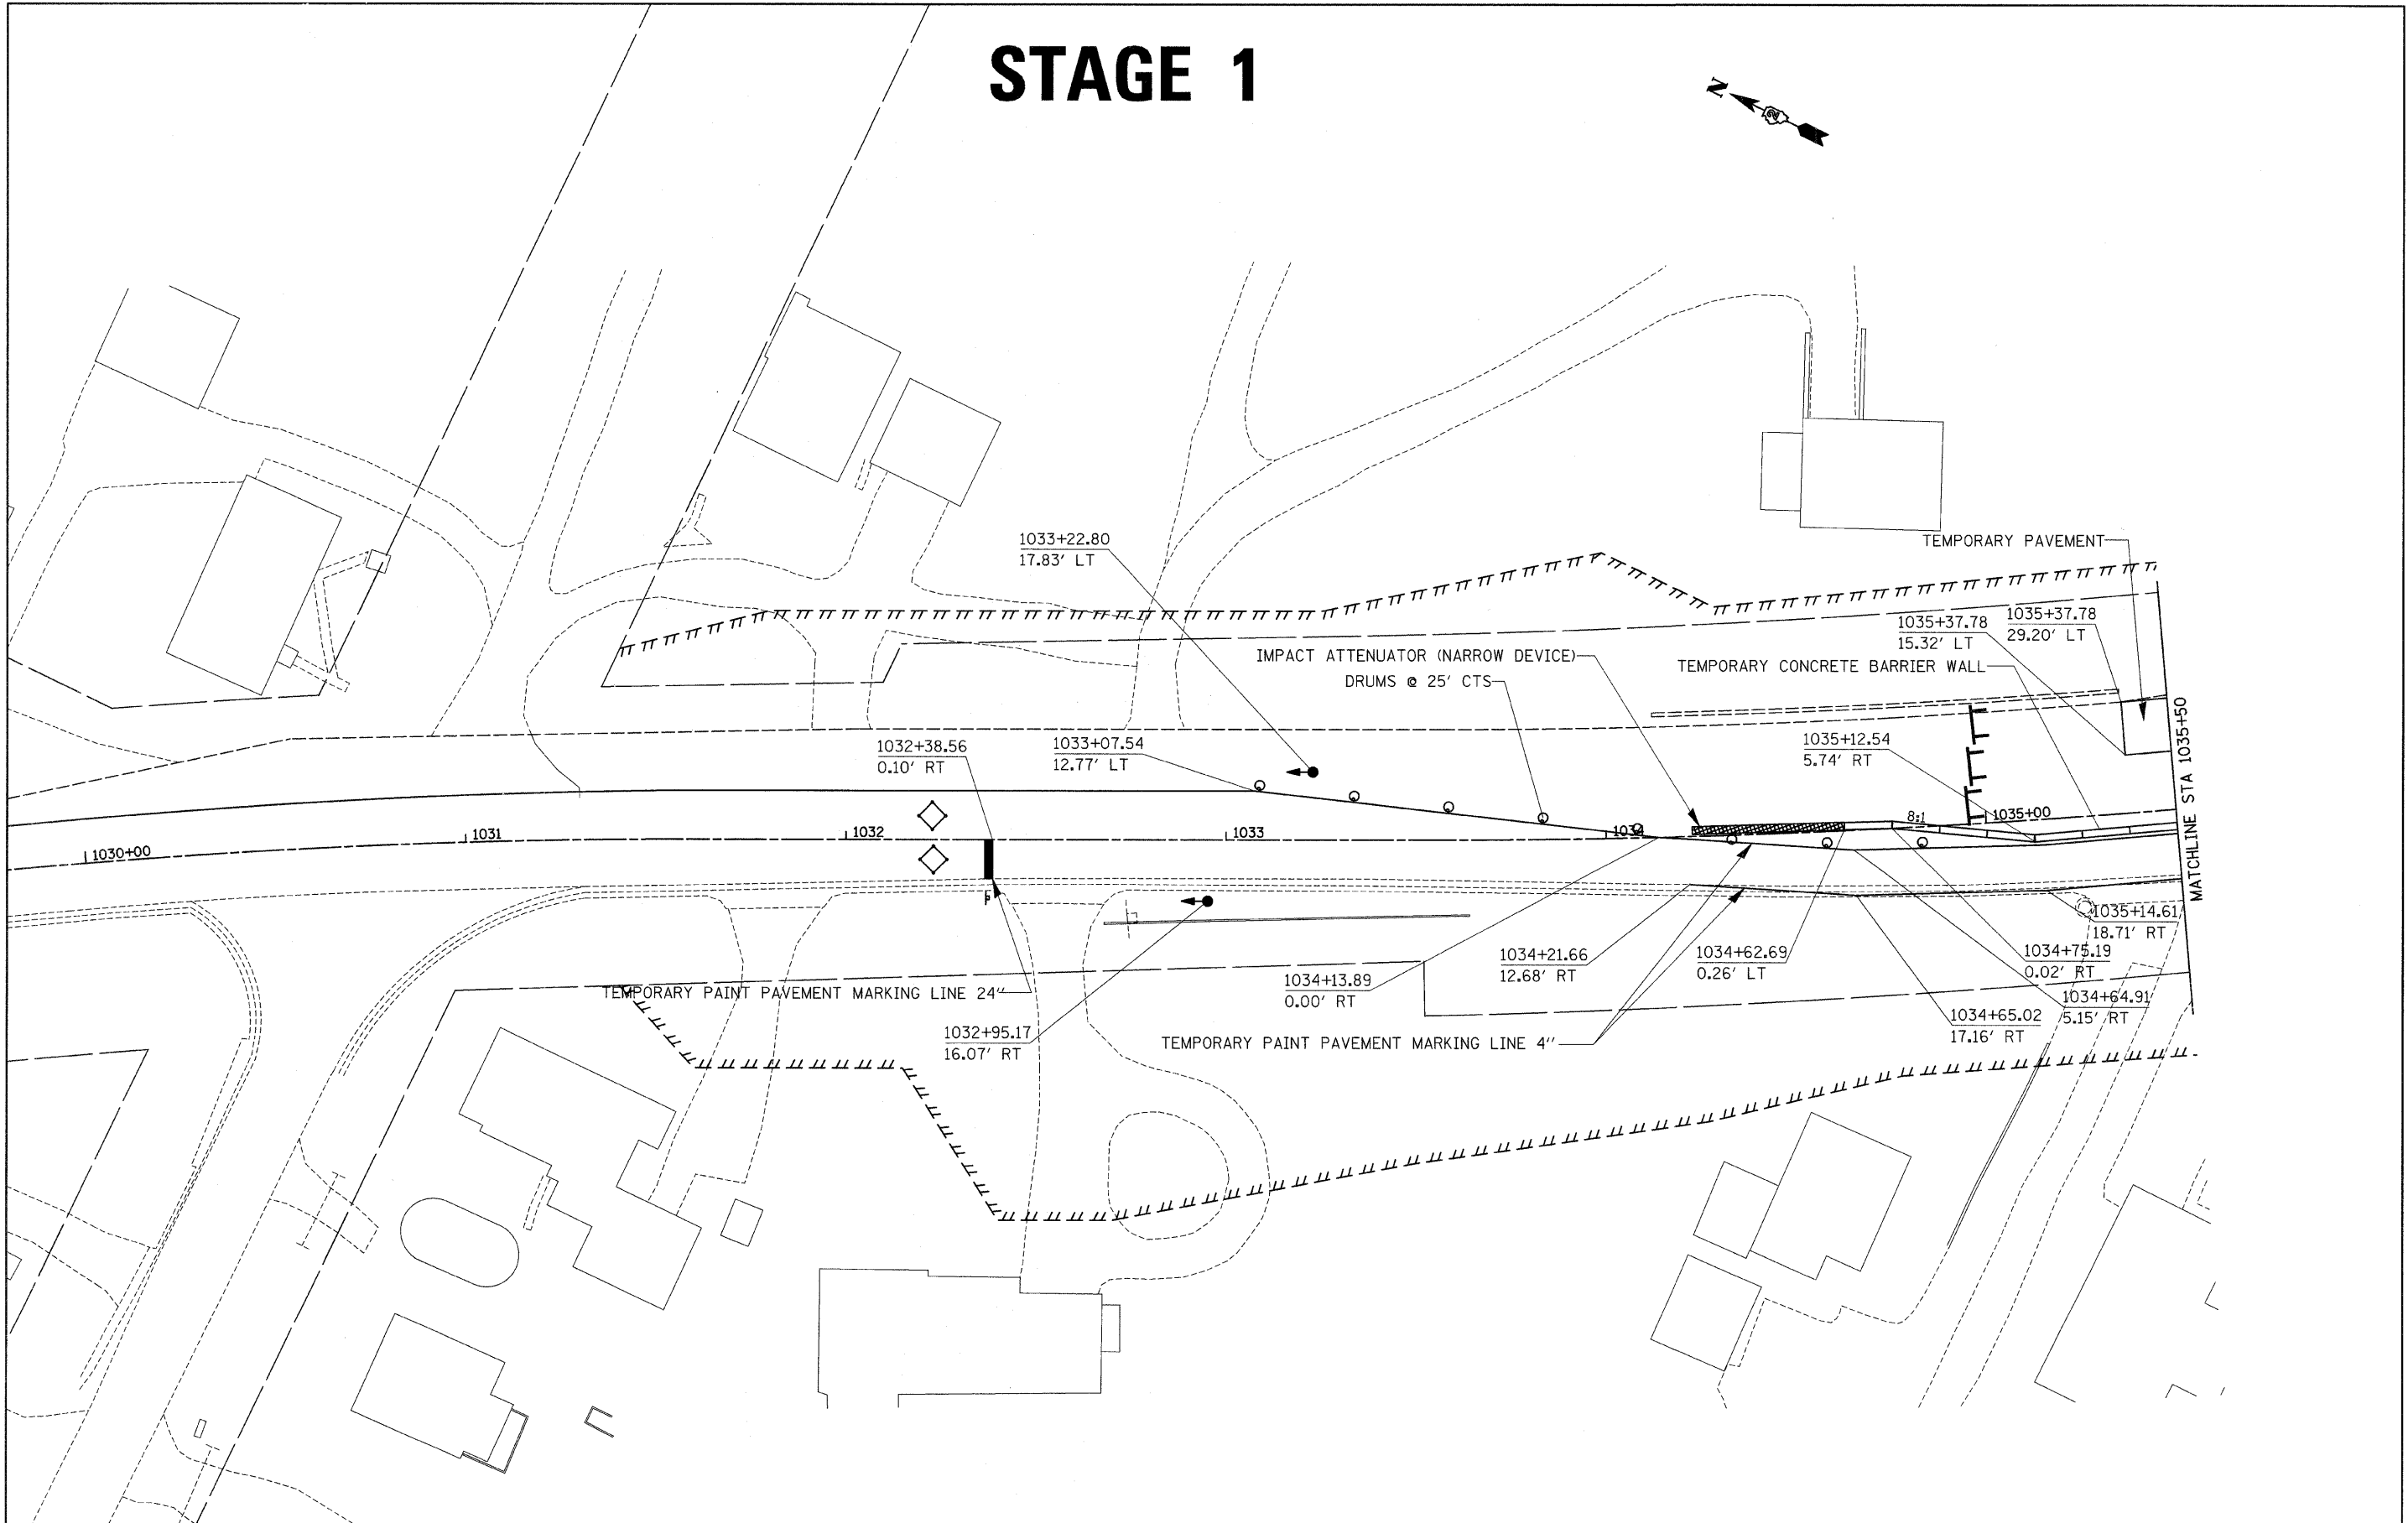 STAGE 1
N
2
1033+22.80
17.83' LT
TEMPORARY PAVEMENT
1035+37.78
15.32' LT
1035+37.78
29.20' LT
IMPACT ATTENUATOR (NARROW DEVICE)
TEMPORARY CONCRETE BARRIER WALL
DRUMS @ 25' CTS
1032+38.56
0.10' RT
1033+07.54
12.77' LT
1035+12.54
5.74' RT
MATCHLINE STA 1035+50
8:1
1035+00
1030+00
1031
1032
1033
1034
1035+14.61
18.71' RT
1034+13.89
0.00' RT
1034+21.66
12.68' RT
1034+62.69
0.26' LT
1034+75.19
0.02' RT
TEMPORARY PAINT PAVEMENT MARKING LINE 24"
1034+64.91
5.15' RT
1034+65.02
17.16' RT
1032+95.17
16.07' RT
TEMPORARY PAINT PAVEMENT MARKING LINE 4"